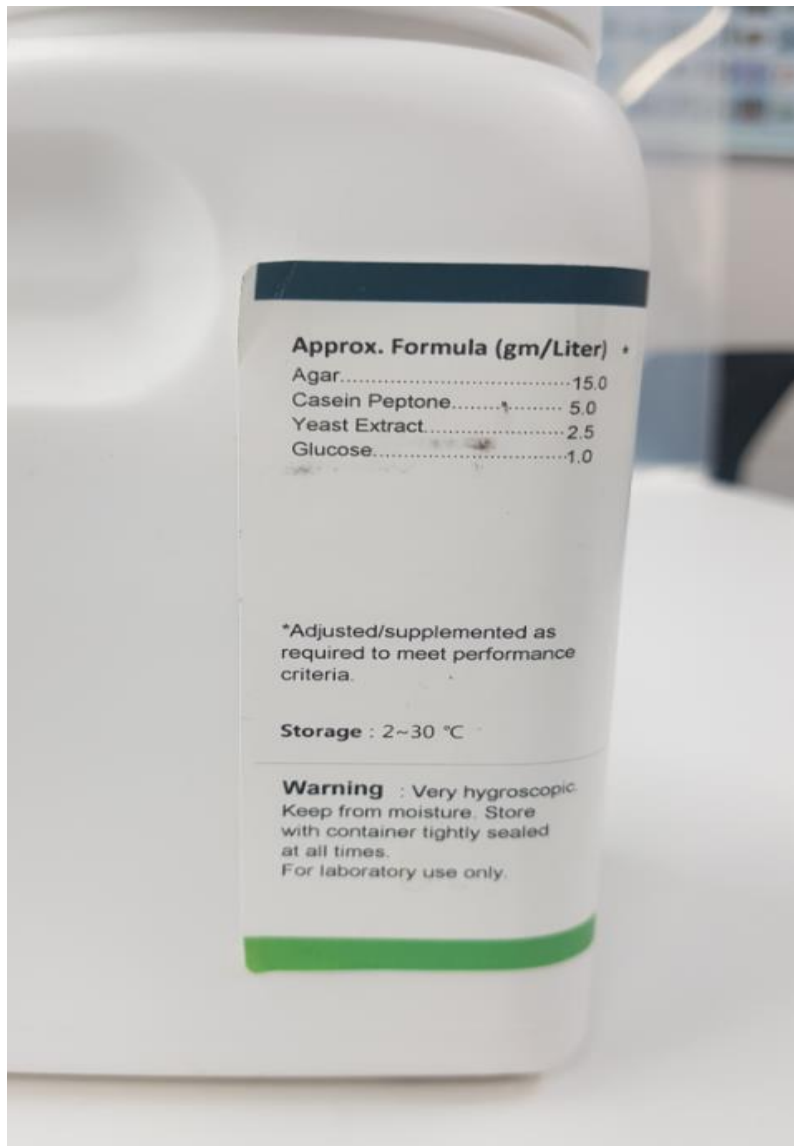 Approx. Formula (gm/Liter) *
Agar..................................15.0
Casein Peptone.................. 5.0
Yeast Extract.....................2.5
Glucose.............................1.0
*Adjusted/supplemented as
required to meet performance
criteria.
Storage : 2~30 ℃
Warning : Very hygroscopic.
Keep from moisture. Store
with container tightly sealed
at all times.
For laboratory use only.